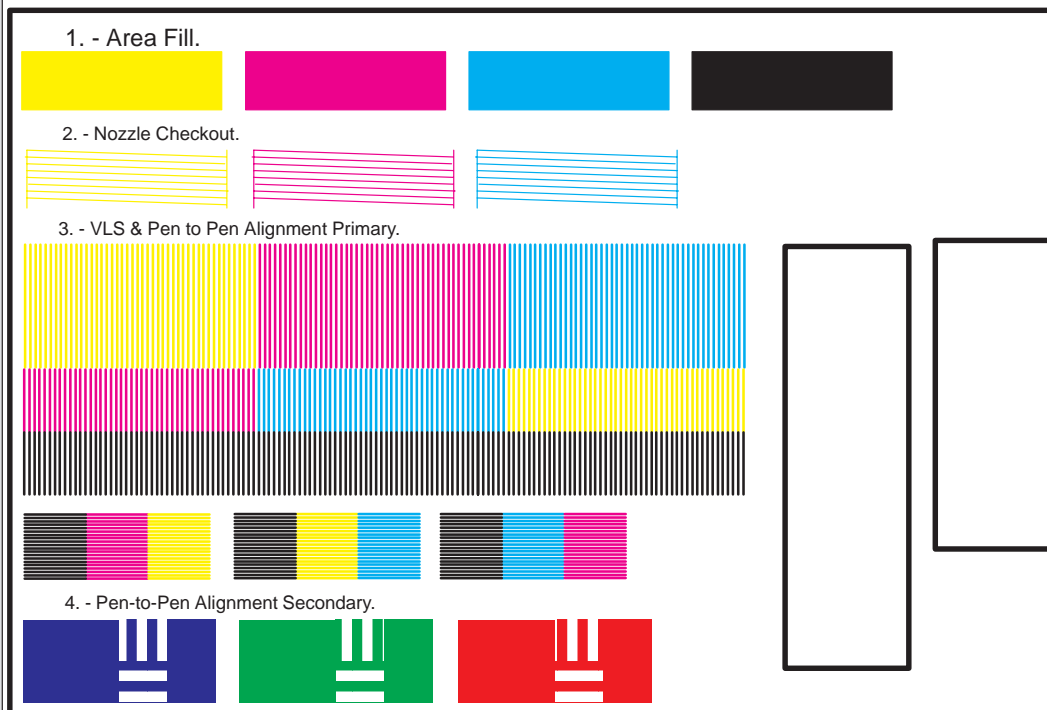 1. - Area Fill.
2. - Nozzle Checkout.
3. - VLS & Pen to Pen Alignment Primary.
4. - Pen-to-Pen Alignment Secondary.